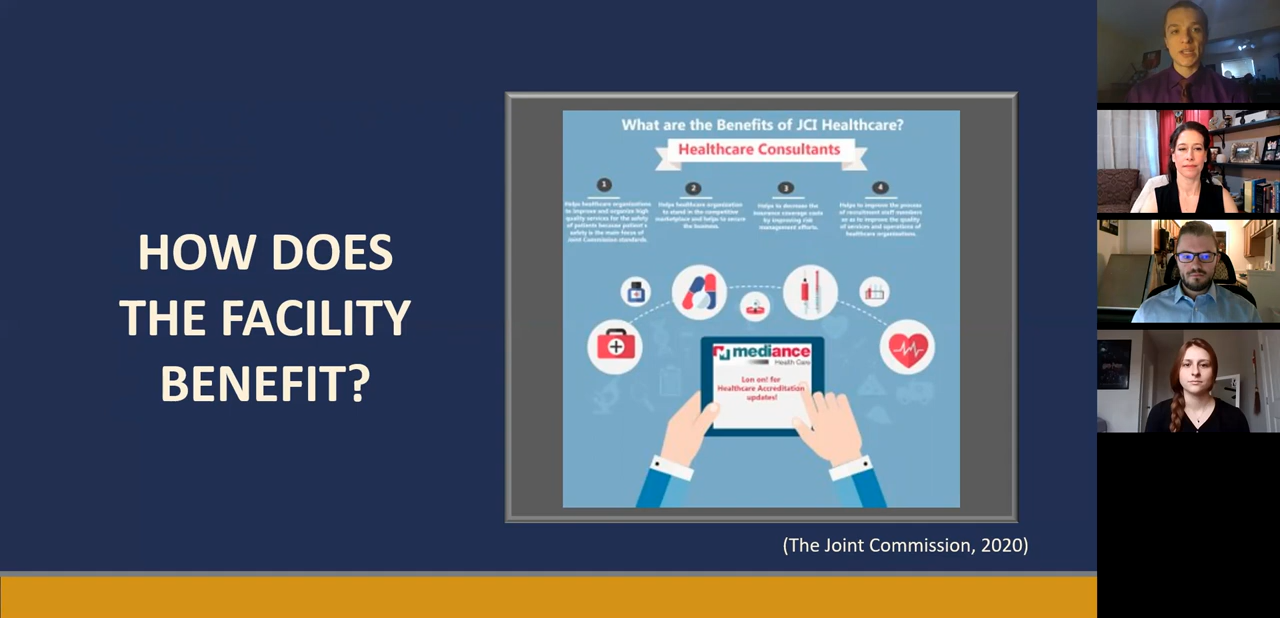 HOW DOES
THE FACILITY
BENEFIT?
What are the Benefits of JCI Healthcare?
Healthcare Consultants
1
Helps healthcare organizations
to improve and organize high
quality services for the safety
of patients because patient's
safety is the main focus of
Joint Commission standards.
2
Helps healthcare organization
to stand in the competitive
marketplace and helps to secure
the business.
3
Helps to decrease the
insurance coverage costs
by improving risk
management efforts.
4
Helps to improve the process
of recruitment staff members
so as to improve the quality
of services and operations of
healthcare organizations.
mediance
Health Care
Lon on! for
Healthcare Accreditation
updates!
(The Joint Commission, 2020)